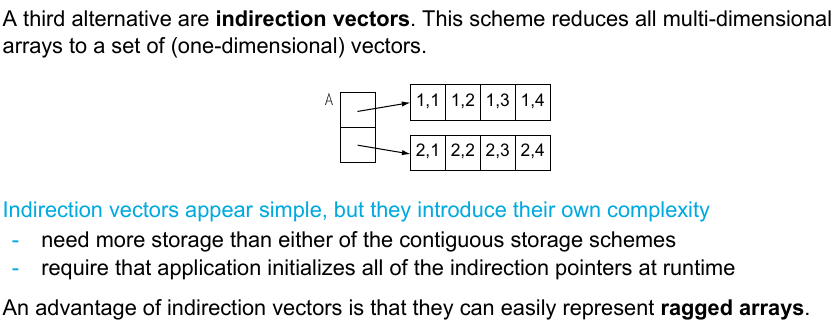 A third alternative are indirection vectors. This scheme reduces all multi-dimensional
arrays to a set of (one-dimensional) vectors.
A
1,1 1,2 1,3 1,4
2,1 2,2 2,3 2,4
Indirection vectors appear simple, but they introduce their own complexity
- need more storage than either of the contiguous storage schemes
- require that application initializes all of the indirection pointers at runtime
An advantage of indirection vectors is that they can easily represent ragged arrays.